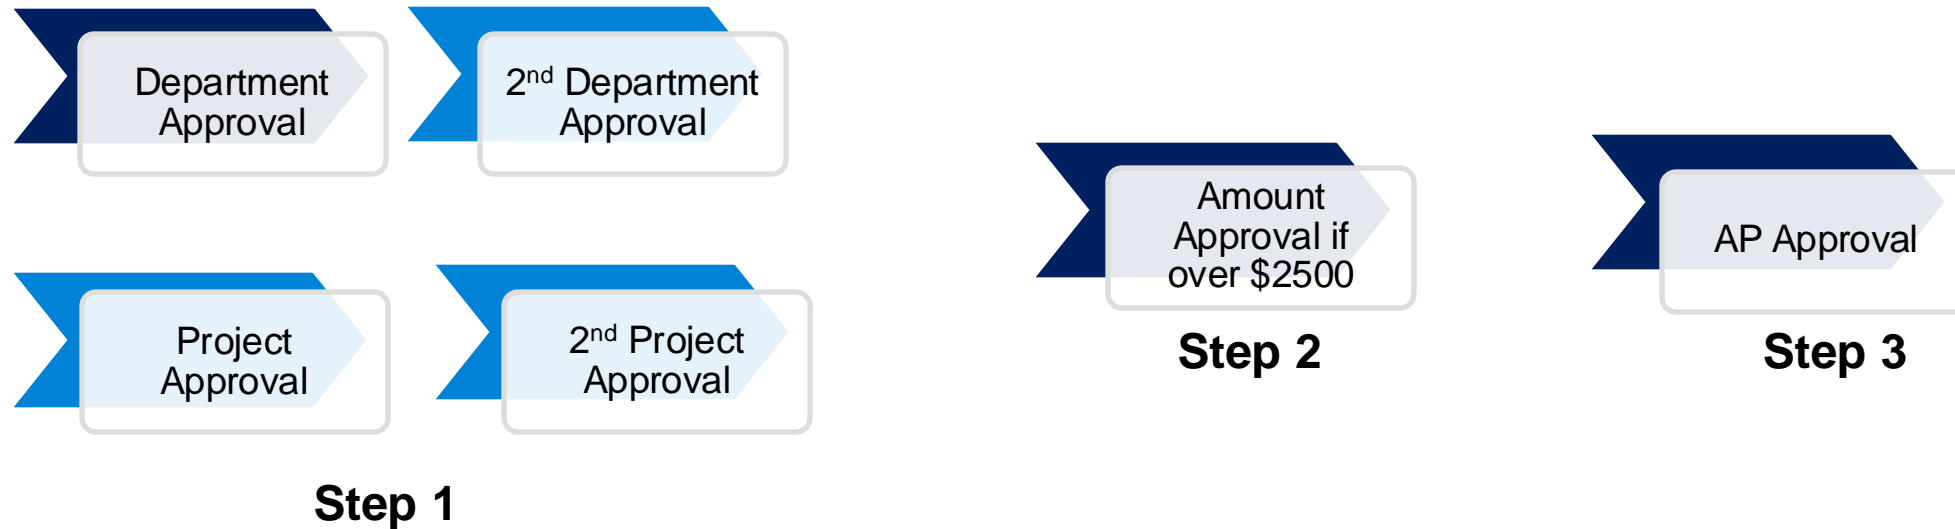 Department
Approval
2nd Department
Approval
Project
Approval
2nd Project
Approval
Step 1
Amount
Approval if
over $2500
Step 2
AP Approval
Step 3